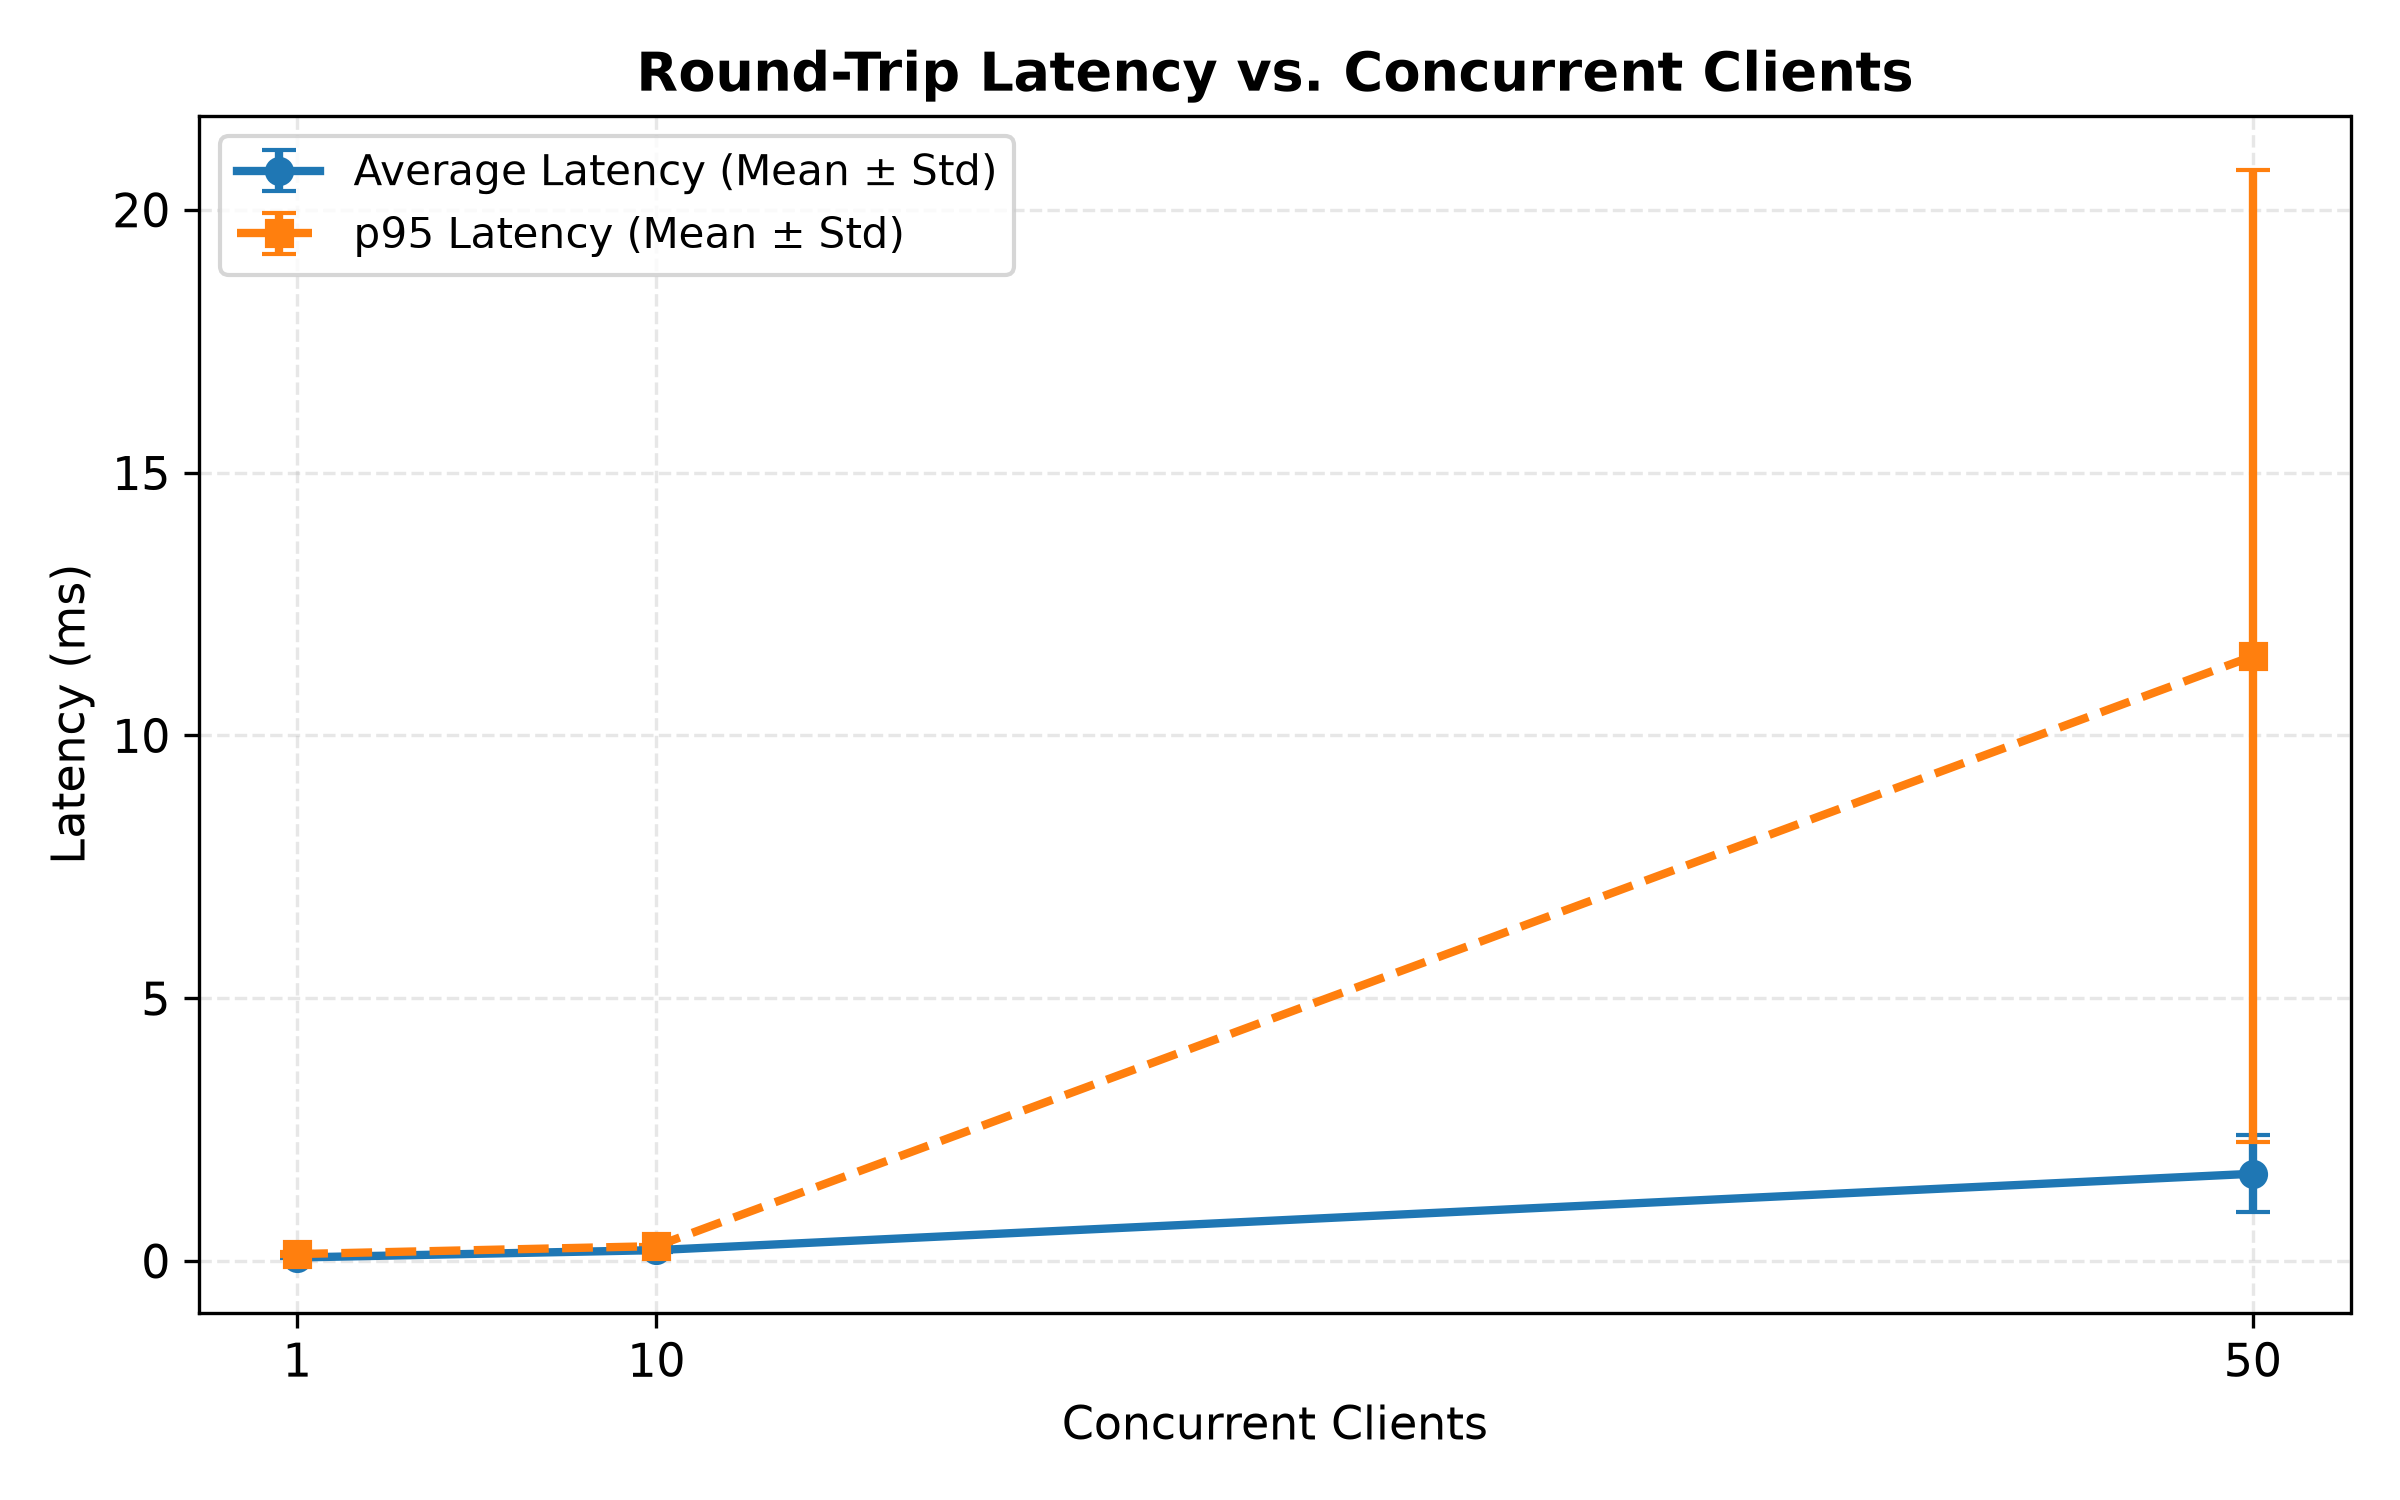 Round-Trip Latency vs. Concurrent Clients
Average Latency (Mean ± Std)
p95 Latency (Mean ± Std)
Latency (ms)
20
15
10
5
0
1
10
50
Concurrent Clients